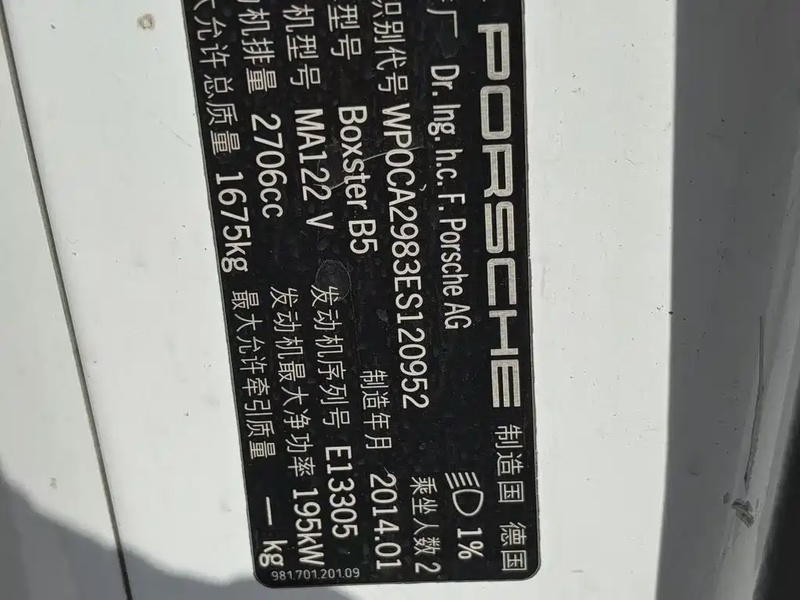 PORSCHE 制造国 德国
厂 Dr. Ing. h.c. F. Porsche AG 1%
识别代号 WP0CA2983ES120952 乘坐人数 2
型号 Boxster B5 制造年月 2014.01
机型号 MA122 V 发动机序列号 E13305
机排量 2706cc 发动机最大净功率 195kW
大允许总质量 1675kg 最大允许牵引质量 — kg
981.701.201.09